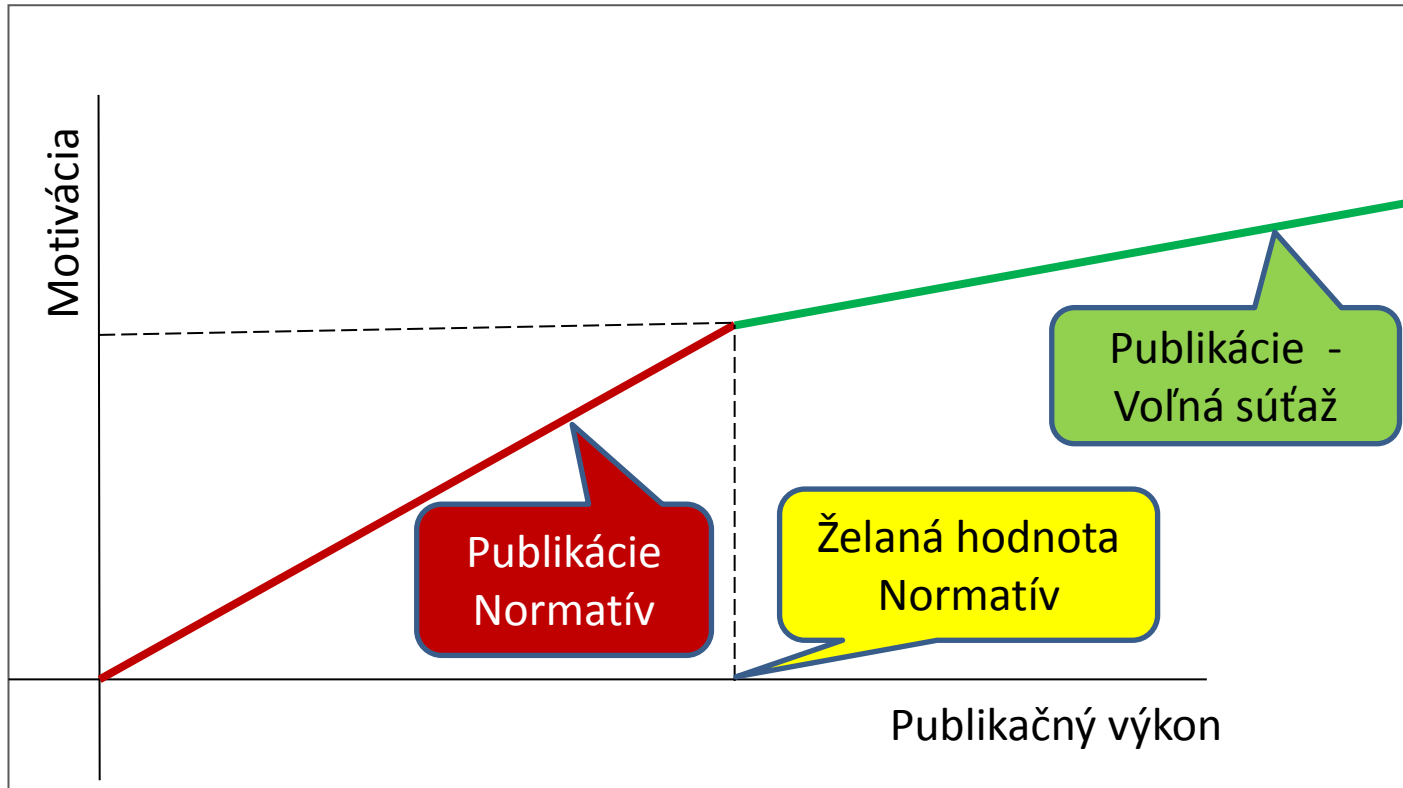 Motivácia
Publikácie -
Voľná súťaž
Publikácie
Normatív
Želaná hodnota
Normatív
Publikačný výkon